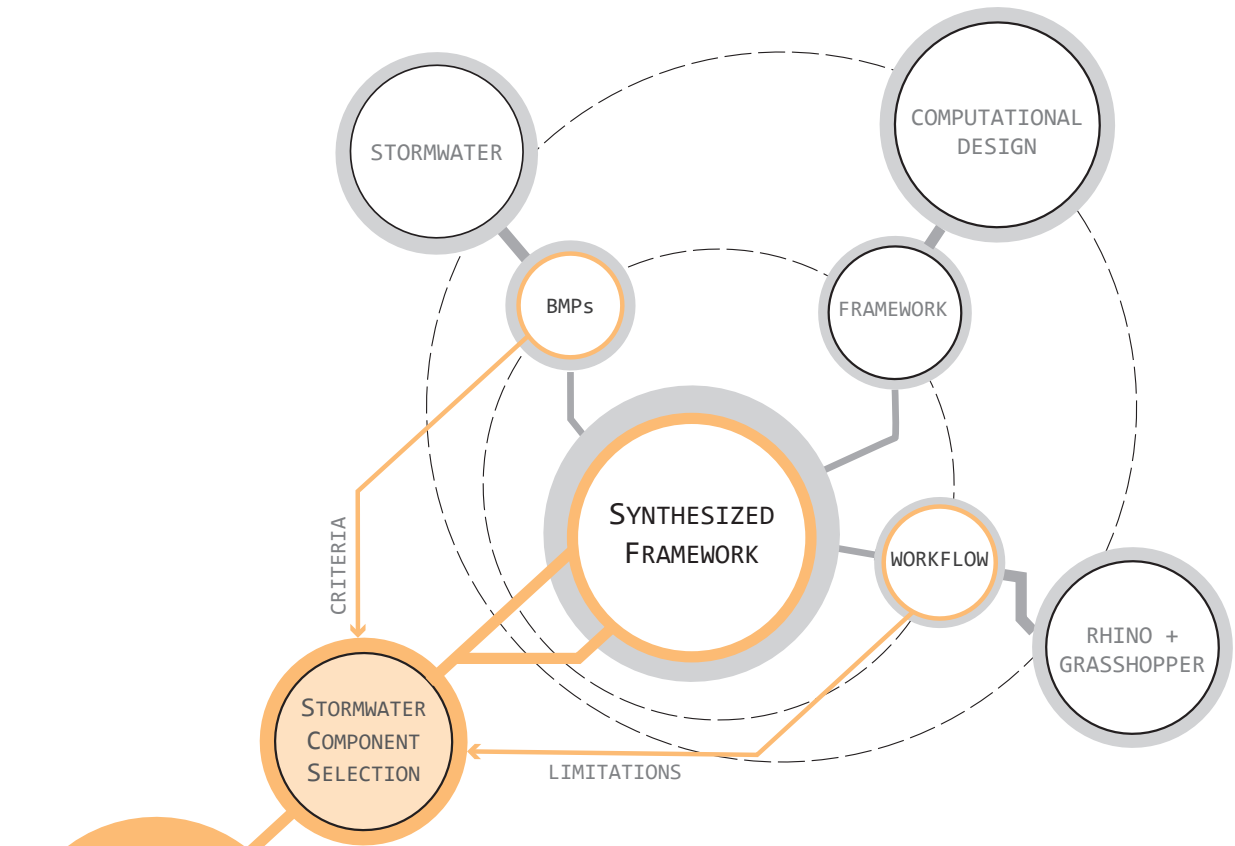 COMPUTATIONAL
DESIGN
STORMWATER
BMPs
FRAMEWORK
SYNTHESIZED
FRAMEWORK
WORKFLOW
CRITERIA
RHINO +
GRASSHOPPER
STORMWATER
COMPONENT
SELECTION
LIMITATIONS